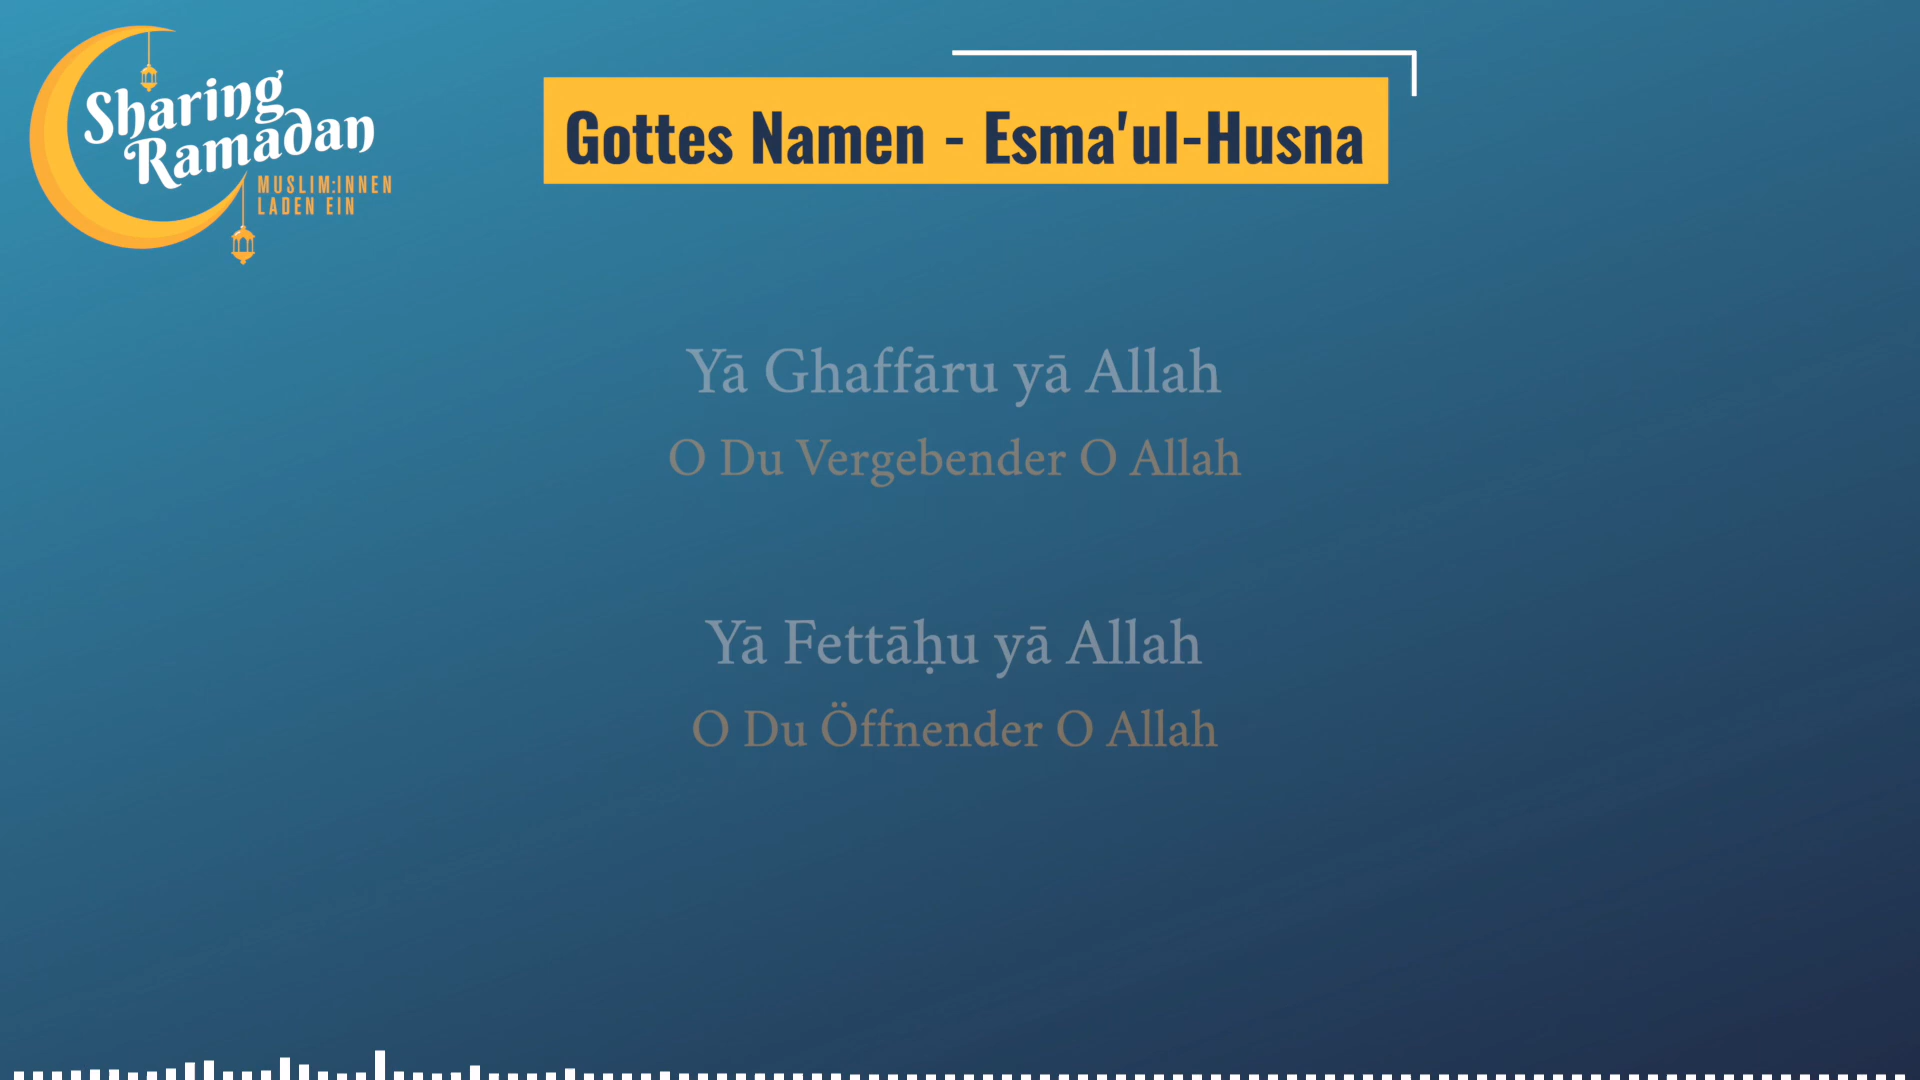 Sharing
Ramadan
MUSLIM:INNEN
LADEN EIN
Gottes Namen - Esma'ul-Husna
Yā Ghaffāru yā Allah
O Du Vergebender O Allah
Yā Fettāḥu yā Allah
O Du Öffnender O Allah